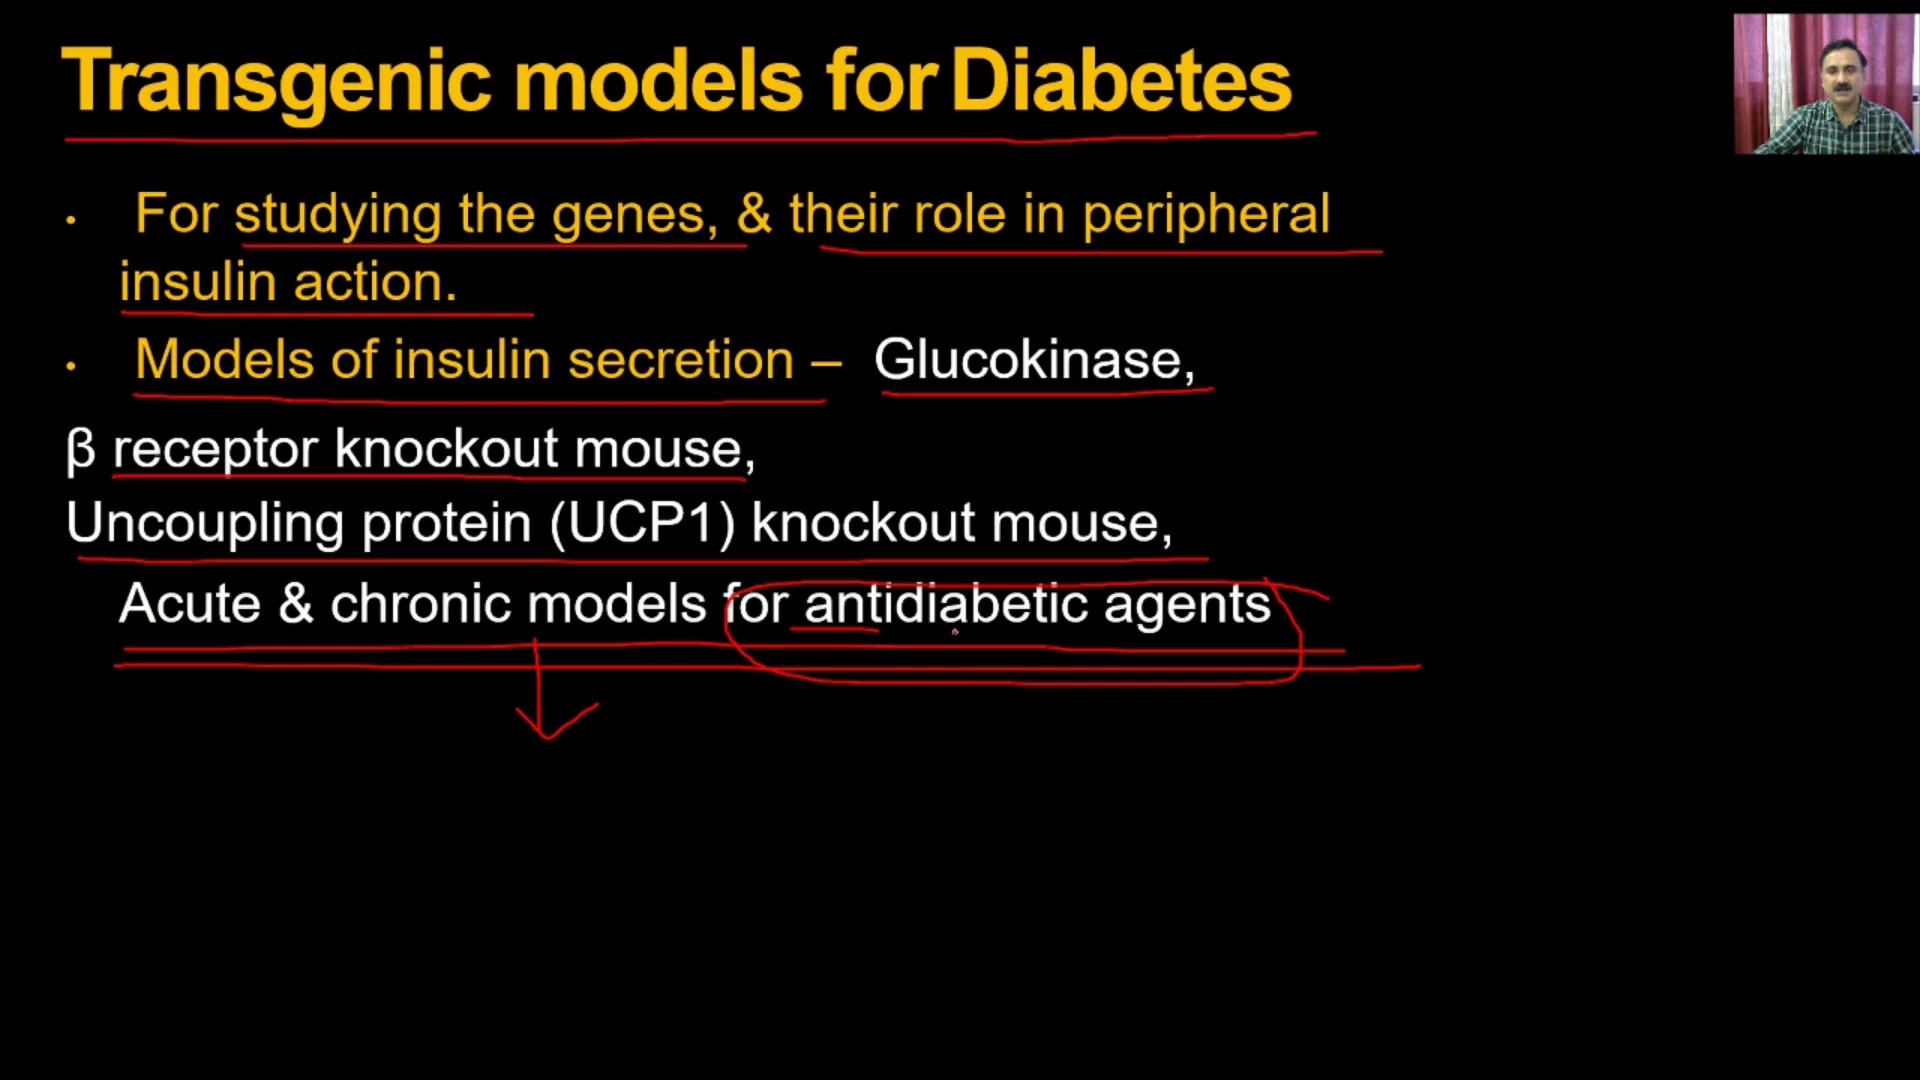 Transgenic models for Diabetes
• For studying the genes, & their role in peripheral
insulin action.
• Models of insulin secretion – Glucokinase,
β receptor knockout mouse,
Uncoupling protein (UCP1) knockout mouse,
Acute & chronic models for antidiabetic agents